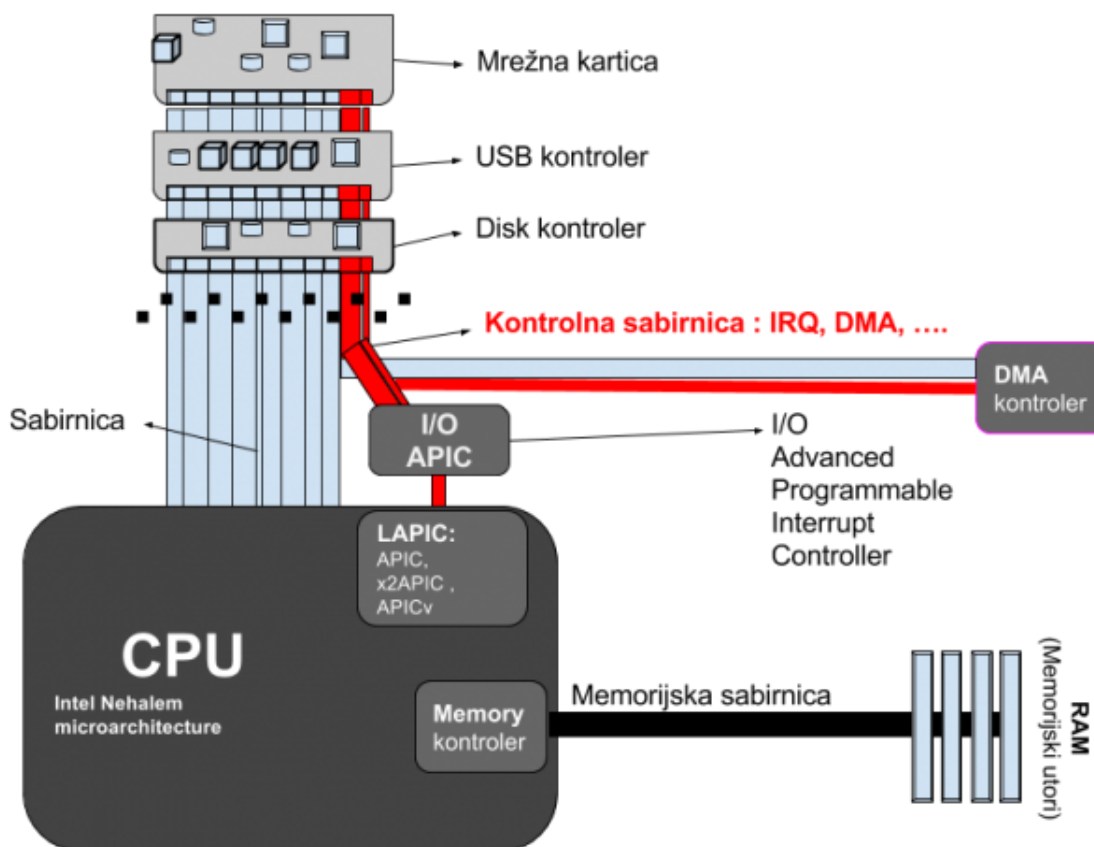 Mrežna kartica
USB kontroler
Disk kontroler
Kontrolna sabirnica : IRQ, DMA, ....
DMA
kontroler
Sabirnica
I/O
APIC
I/O
Advanced
Programmable
Interrupt
Controller
LAPIC:
APIC,
x2APIC ,
APICv
CPU
Intel Nehalem
microarchitecture
Memory
kontroler
Memorijska sabirnica
RAM
(Memorijski utori)